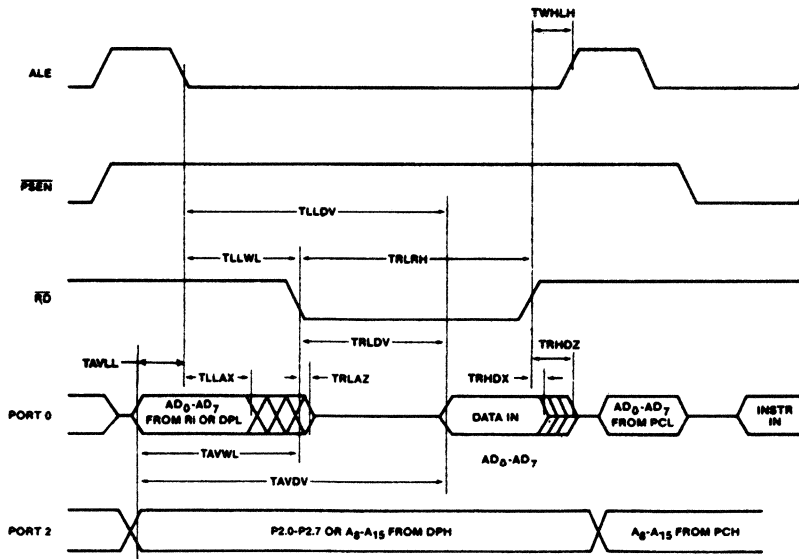 TWHLH
ALE
PSEN
TLLDV
TLLWL
TRLRH
RD
TRLDV
TAVLL
TRHDZ
TLLAX
TRLAZ
TRHDX
PORT 0
AD0-AD7
FROM RI OR DPL
DATA IN
AD0-AD7
FROM PCL
INSTR
IN
TAVWL
AD0-AD7
TAVDV
PORT 2
P2.0-P2.7 OR A8-A15 FROM DPH
A8-A15 FROM PCH